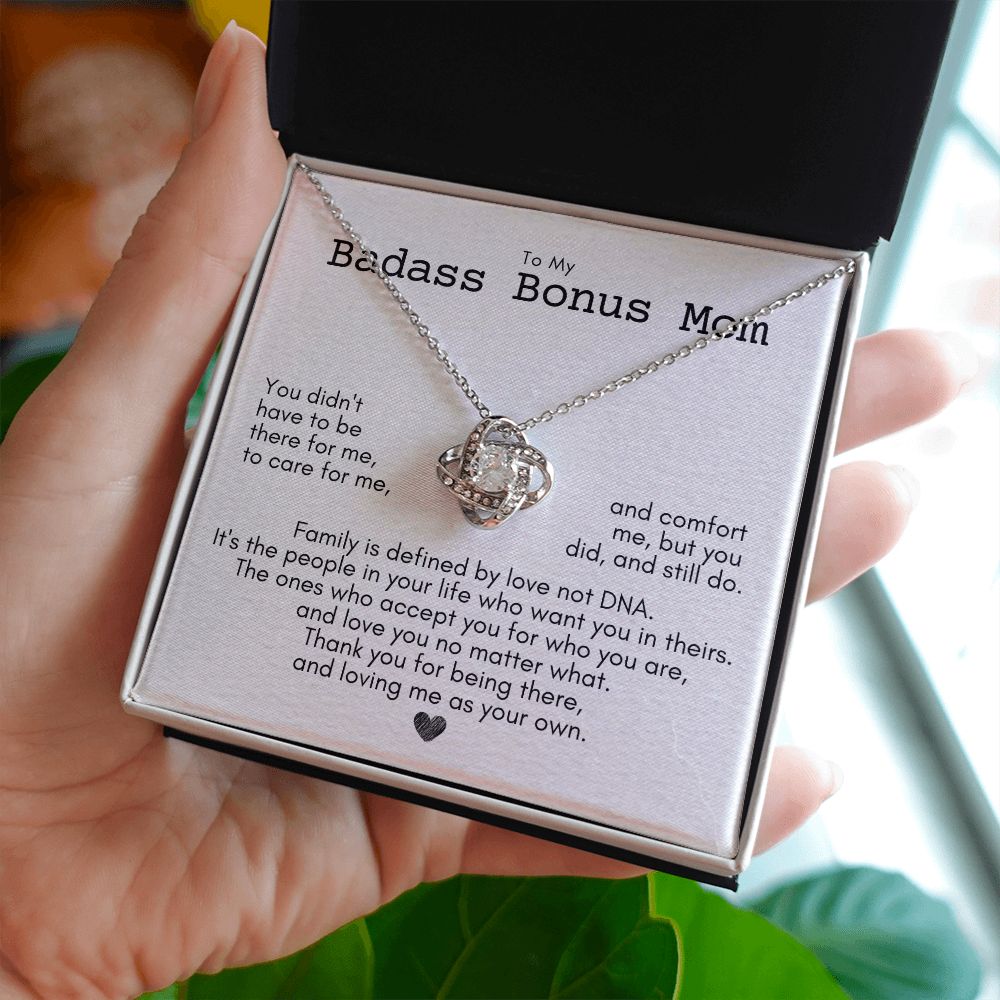 To My
Badass Bonus Mom
You didn't
have to be
there for me,
to care for me,
and comfort
me, but you
did, and still do.
Family is defined by love not DNA.
It's the people in your life who want you in theirs.
The ones who accept you for who you are,
and love you no matter what.
Thank you for being there,
and loving me as your own.